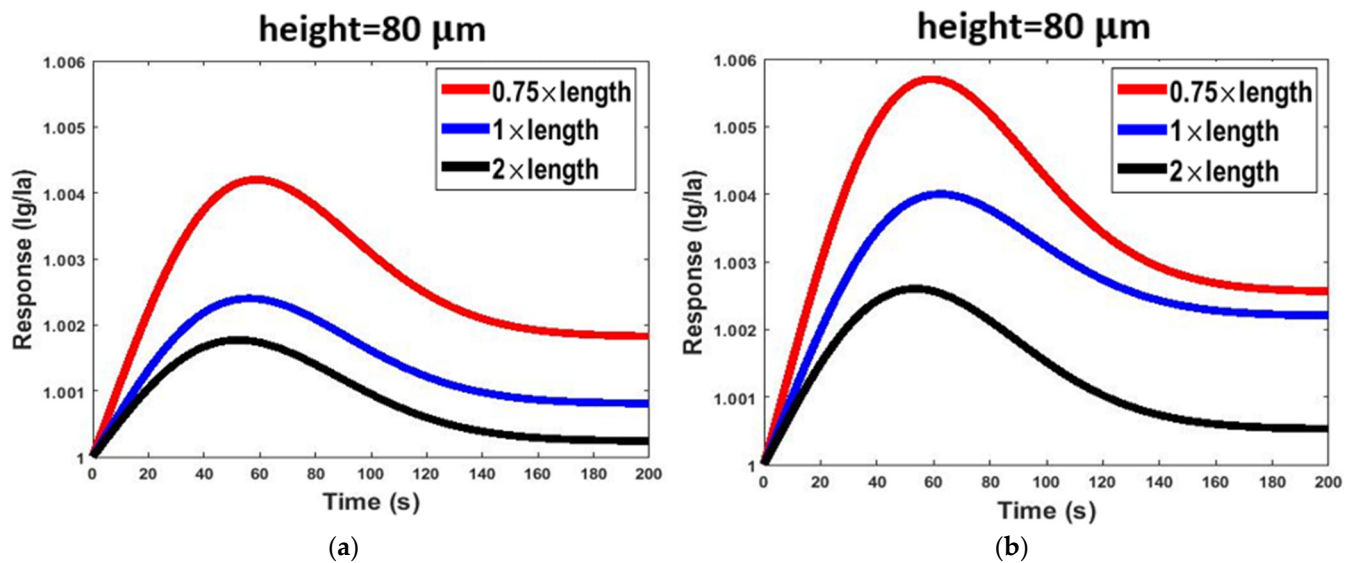 height=80 μm
1.006
1.005
1.004
1.003
1.002
1.001
1
Response (Ig/Ia)
0.75×length
1×length
2×length
0 20 40 60 80 100 120 140 160 180 200
Time (s)
(a)
height=80 μm
1.006
1.005
1.004
1.003
1.002
1.001
1
Response (Ig/Ia)
0.75×length
1×length
2×length
0 20 40 60 80 100 120 140 160 180 200
Time (s)
(b)